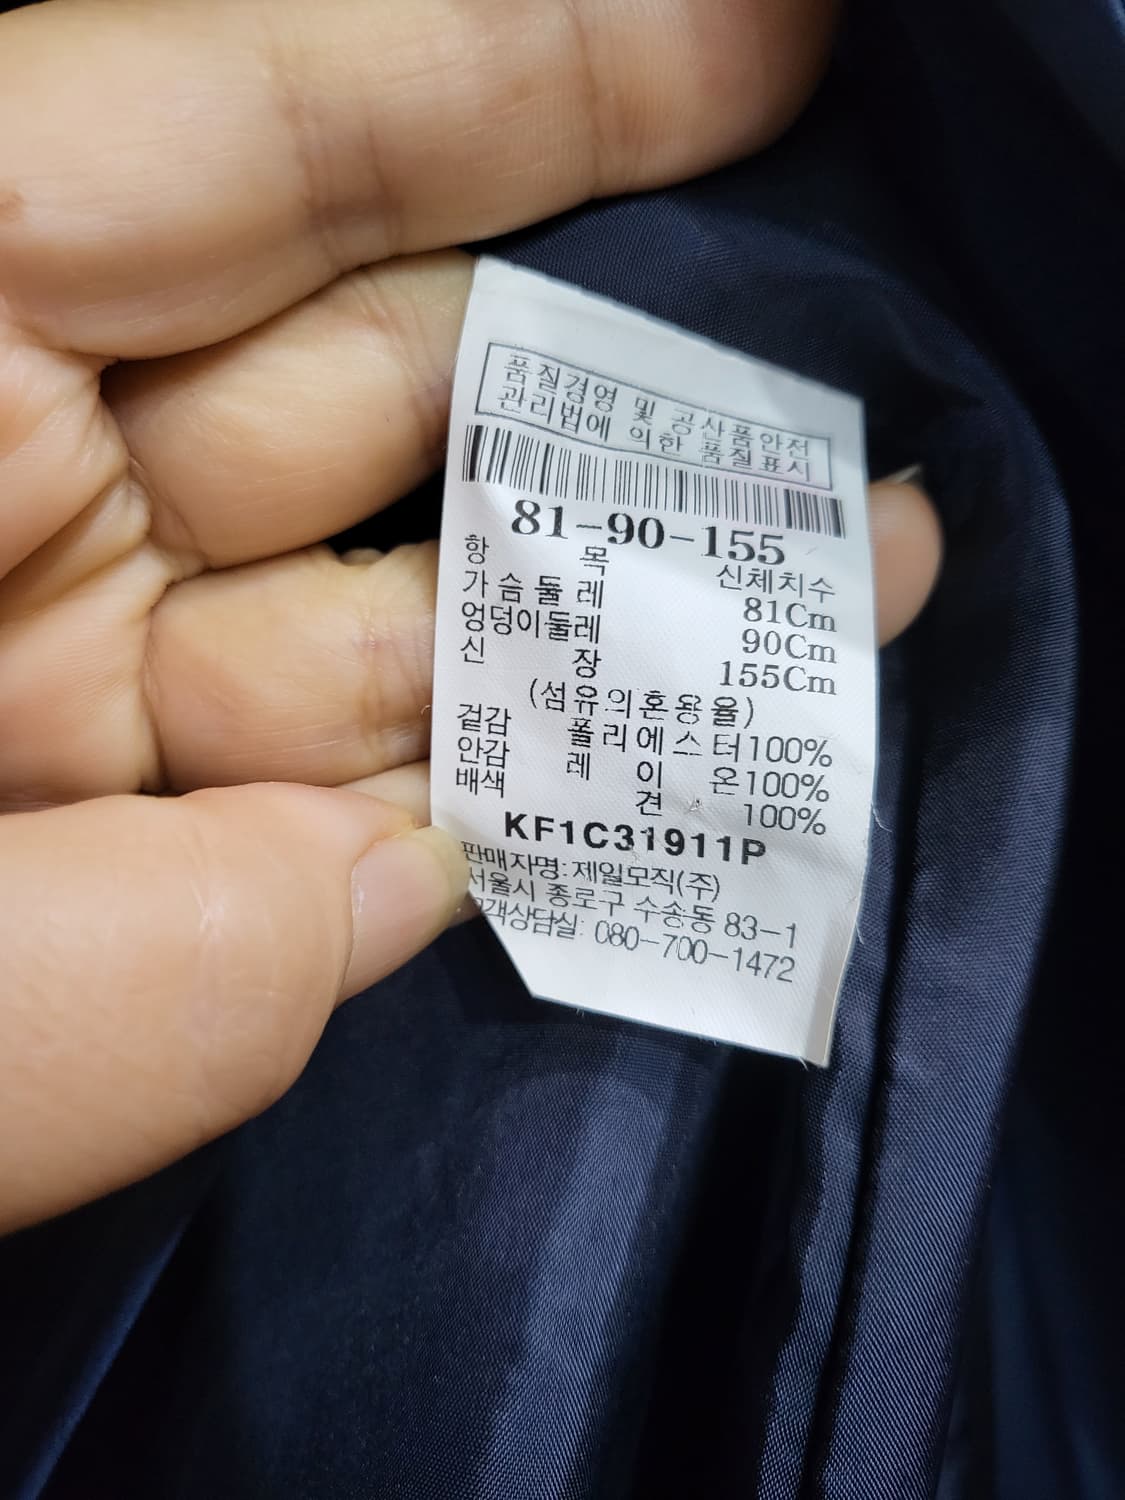 품질경영 및 공산품안전
관리법에 의한 품질표시
81-90-155
항 목 신체치수
가슴둘레 81Cm
엉덩이둘레 90Cm
신 장 155Cm
(섬유의혼용율)
겉감 폴리에스터100%
안감 레 이 온100%
배색 견 100%
KF1C31911P
판매자명: 제일모직(주)
서울시 종로구 수송동 83-1
고객상담실: 080-700-1472